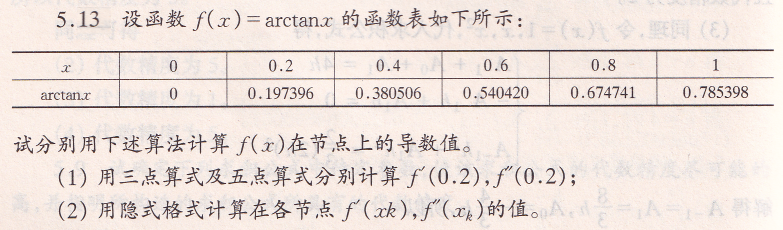 5.13 设函数 f(x)=arctanx 的函数表如下所示：
x 0 0.2 0.4 0.6 0.8 1
arctanx 0 0.197396 0.380506 0.540420 0.674741 0.785398
试分别用下述算法计算 f(x)在节点上的导数值。
(1) 用三点算式及五点算式分别计算 f′(0.2),f″(0.2)；
(2) 用隐式格式计算在各节点 f′(xk),f″(x_k)的值。